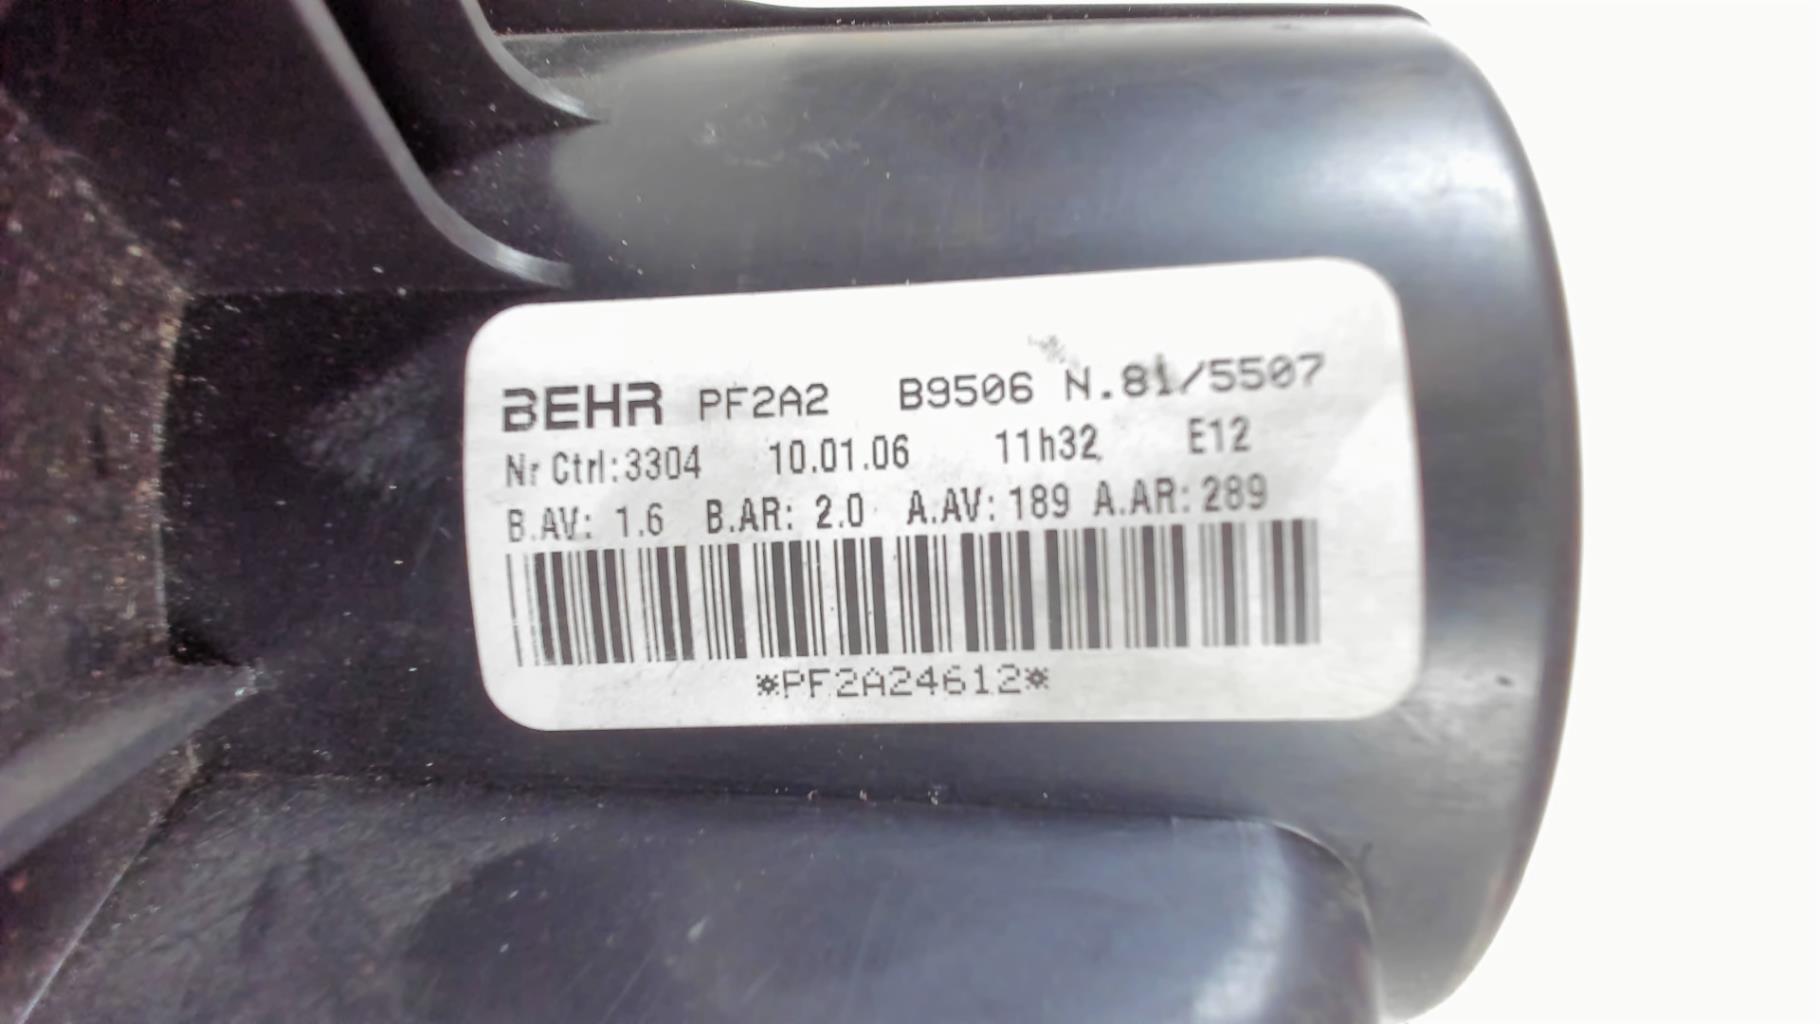 BEHR PF2A2 B9506 N.81/5507
Nr Ctrl:3304 10.01.06 11h32 E12
B.AV: 1.6 B.AR: 2.0 A.AV: 189 A.AR: 289
*PF2A24612*